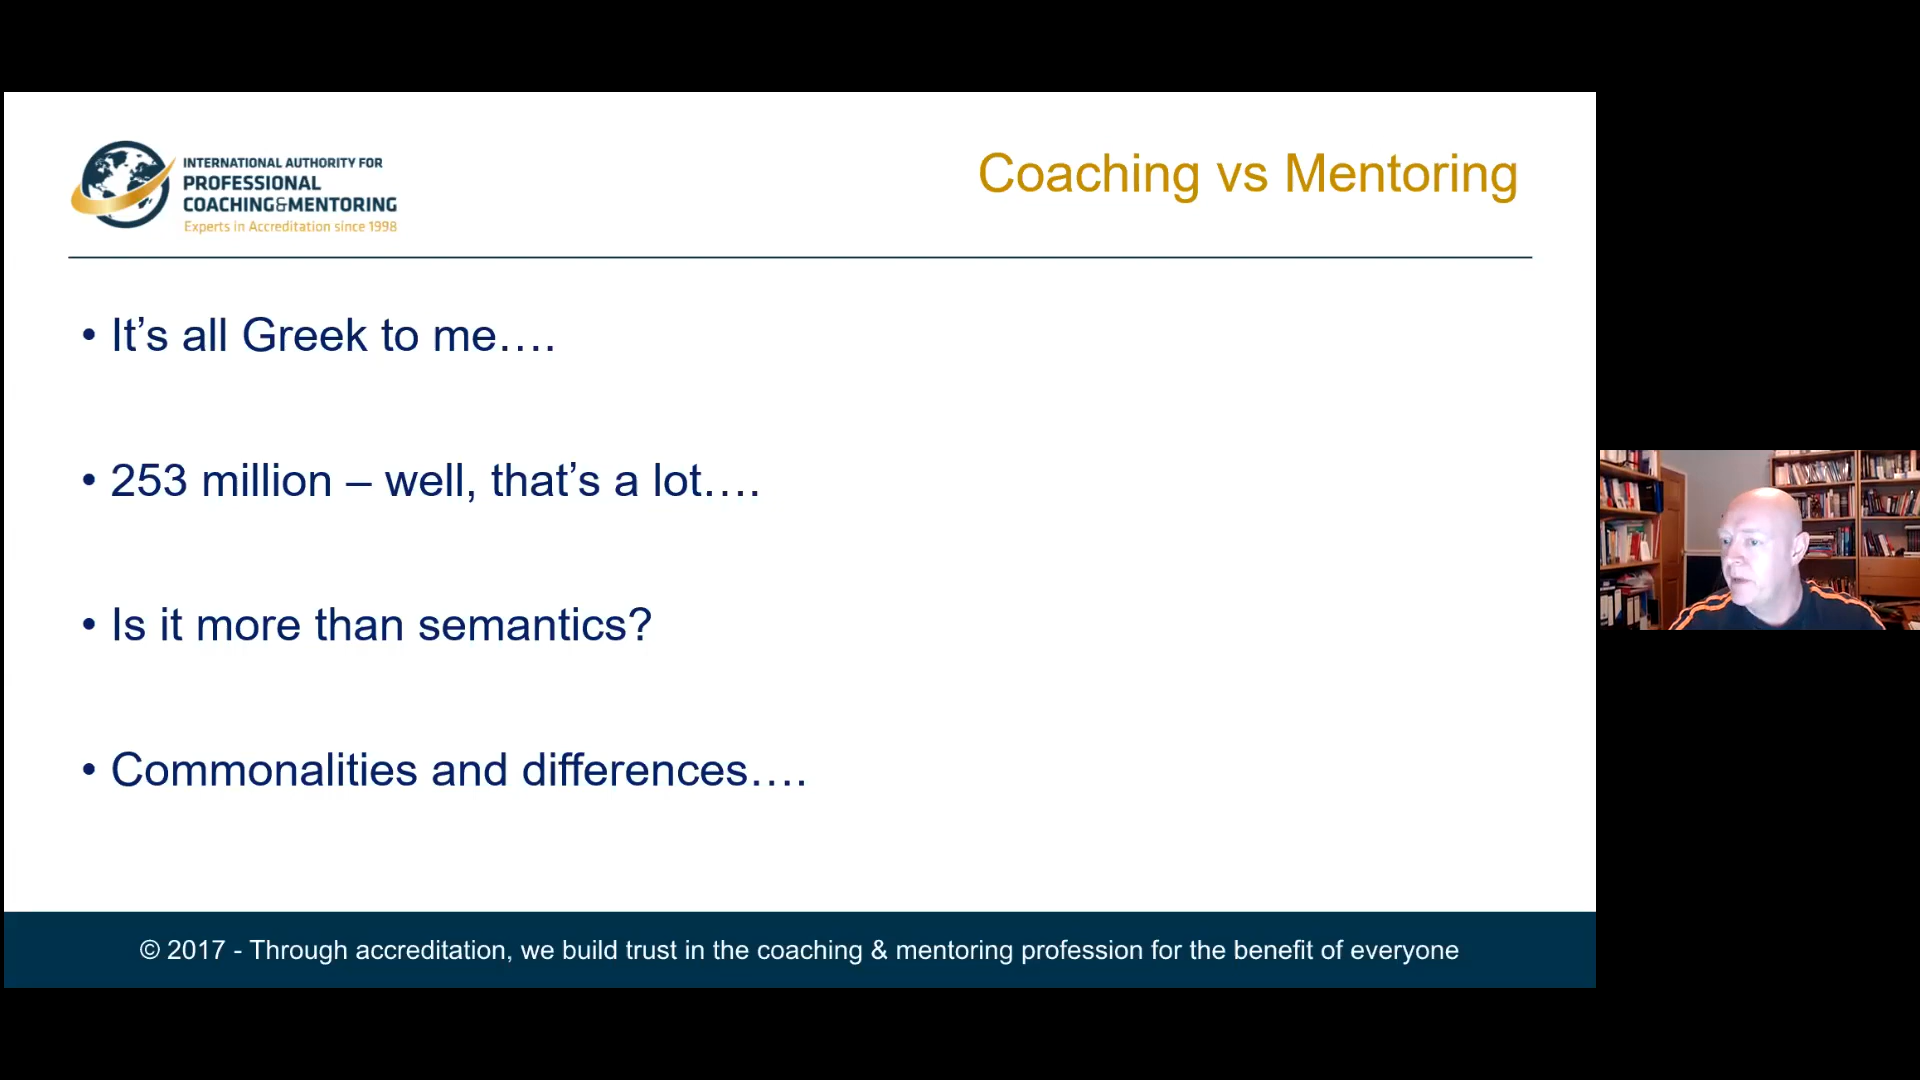 INTERNATIONAL AUTHORITY FOR
PROFESSIONAL
COACHING&MENTORING
Experts in Accreditation since 1998
Coaching vs Mentoring
• It’s all Greek to me….
• 253 million – well, that’s a lot….
• Is it more than semantics?
• Commonalities and differences….
© 2017 - Through accreditation, we build trust in the coaching & mentoring profession for the benefit of everyone